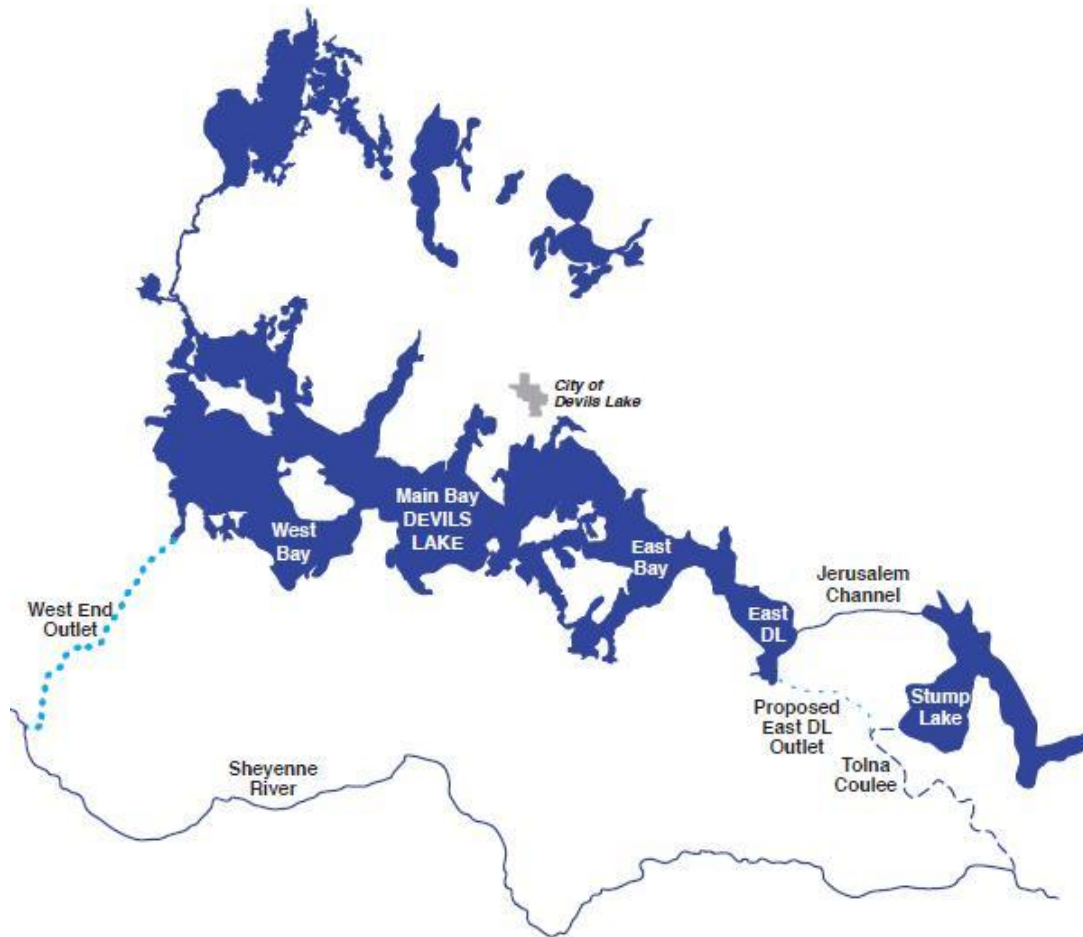 City of
Devils Lake
Main Bay
DEVILS
LAKE
West
Bay
East
Bay
Jerusalem
Channel
West End
Outlet
East
DL
Stump
Lake
Proposed
East DL
Outlet
Tolna
Coulee
Sheyenne
River